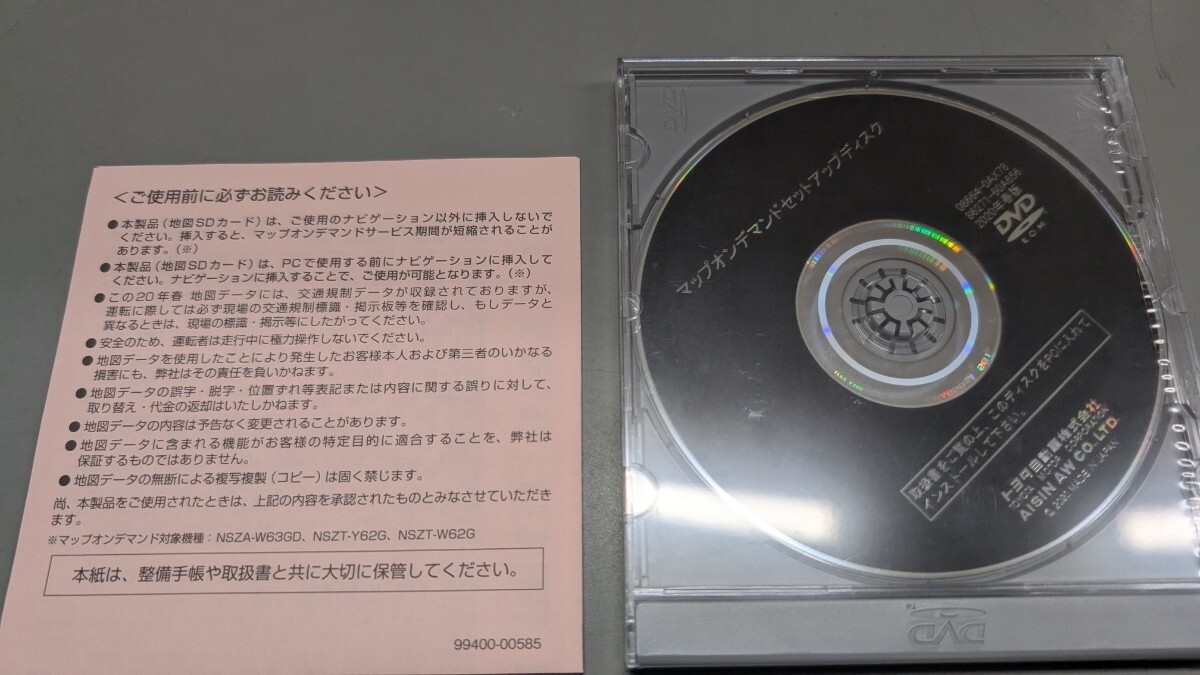 <ご使用前に必ずお読みください>
●本製品(地図SDカード)は、ご使用のナビゲーション以外に挿入しないで
ください。挿入すると、マップオンデマンドサービス期間が短縮されることが
あります。(※)
●本製品(地図SDカード)は、PCで使用する前にナビゲーションに挿入して
ください。ナビゲーションに挿入することで、ご使用が可能となります。(※)
●この20年春 地図データには、交通規制データが収録されておりますが、
運転に際しては必ず現場の交通規制標識・掲示板等を確認し、もしデータと
異なるときは、現場の標識・掲示等にしたがってください。
●安全のため、運転者は走行中に極力操作しないでください。
●地図データを使用したことにより発生したお客様本人および第三者のいかなる
損害にも、弊社はその責任を負いかねます。
●地図データの誤字・脱字・位置ずれ等表記または内容に関する誤りに対して、
取り替え・代金の返却はいたしかねます。
●地図データの内容は予告なく変更されることがあります。
●地図データに含まれる機能がお客様の特定目的に適合することを、弊社は
保証するものではありません。
●地図データの無断による複写複製(コピー)は固く禁じます。
尚、本製品をご使用されたときは、上記の内容を承認されたものとみなさせていただき
ます。
※マップオンデマンド対象機種:NSZA-W63GD、NSZT-Y62G、NSZT-W62G
本紙は、整備手帳や取扱書と共に大切に保管してください。
99400-00585
DVD
マップオンデマンドセットアップディスク
2020年春版
DVD
ROM
取扱書をご覧の上、このディスクをPCに入れて
インストールして下さい。
トヨタ自動車株式会社
AISIN AW CO.,LTD.
MADE IN JAPAN
DVD
TM